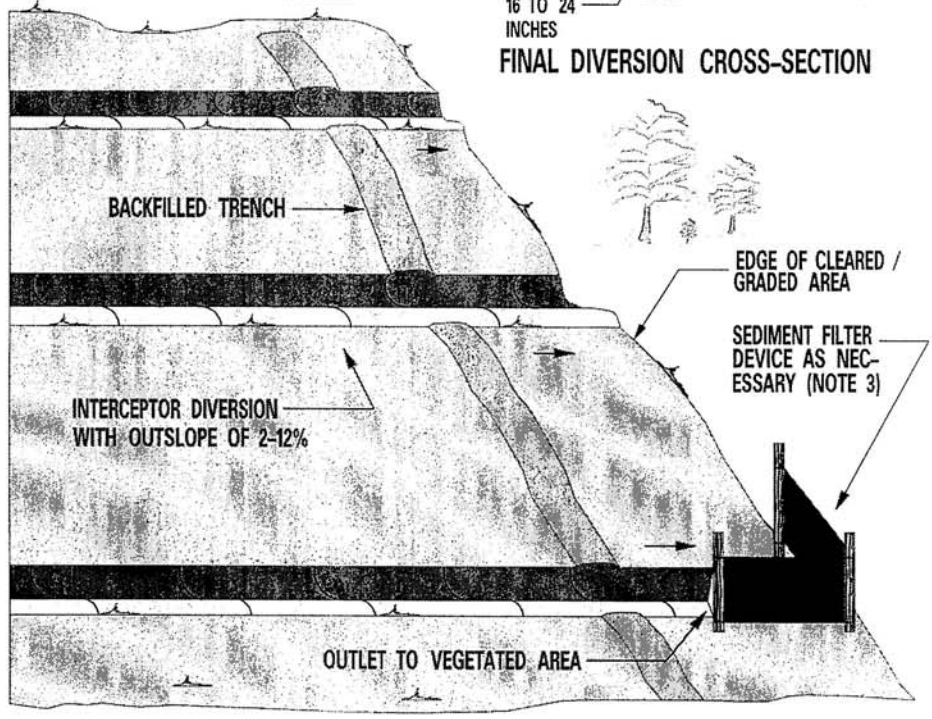 16 TO 24
INCHES
FINAL DIVERSION CROSS-SECTION
BACKFILLED TRENCH
EDGE OF CLEARED /
GRADED AREA
SEDIMENT FILTER
DEVICE AS NEC-
ESSARY (NOTE 3)
INTERCEPTOR DIVERSION
WITH OUTSLOPE OF 2-12%
OUTLET TO VEGETATED AREA